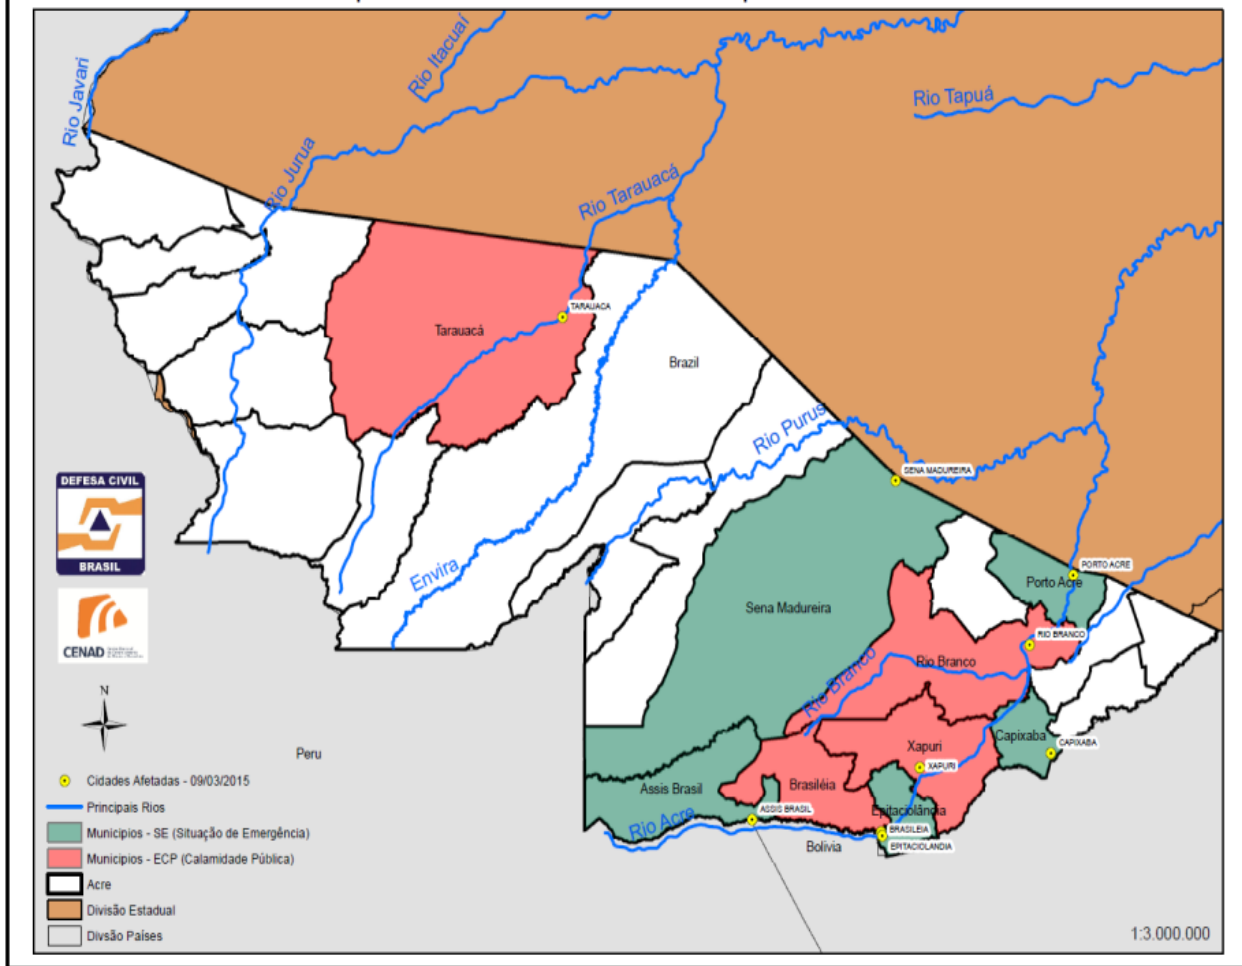 Rio Javari
Rio Itacuaí
Rio Tapuá
Rio Jurua
Rio Tarauacá
TARAUACA
Tarauacá
Brazil
Rio Purus
SENA MADUREIRA
DEFESA CIVIL
BRASIL
Envira
PORTO ACRE
Porto Acre
Sena Madureira
CENAD
RIO BRANCO
Rio Branco
Rio Branco
N
Capixaba
CAPIXABA
Xapuri
XAPURI
Peru
Assis Brasil
Brasiléia
ASSIS BRASIL
Epitaciolândia
Rio Acre
BRASILEIA
EPITACIOLANDIA
Bolivia
Cidades Afetadas - 09/03/2015
Principais Rios
Municipios - SE (Situação de Emergência)
Municipios - ECP (Calamidade Pública)
Acre
Divisão Estadual
Divsão Países
1:3.000.000